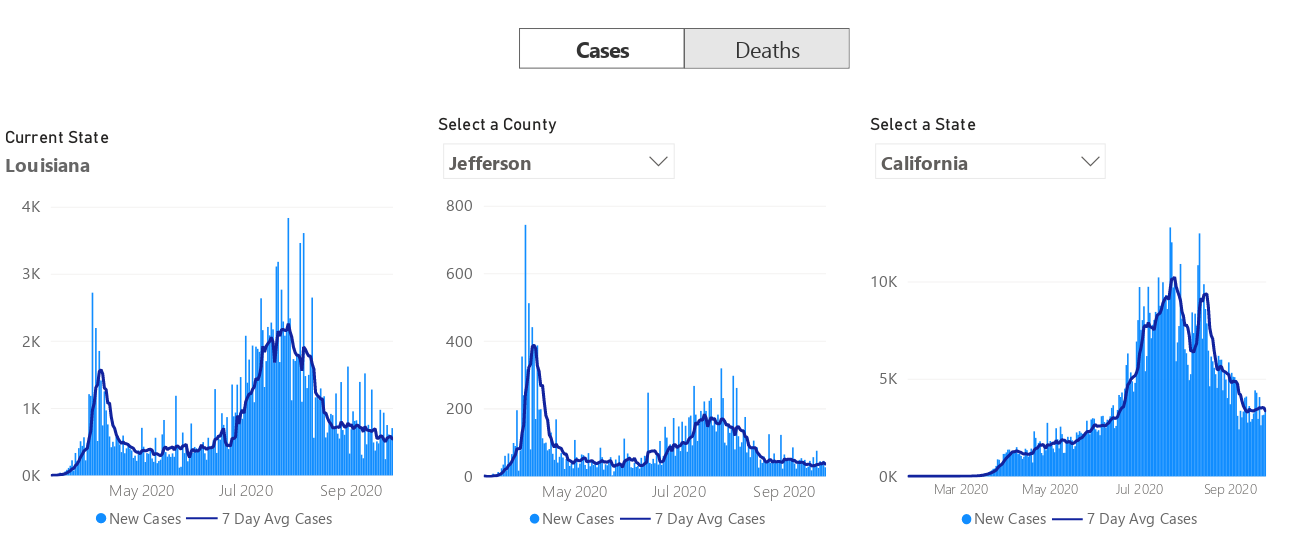 Cases Deaths
Current State
Louisiana
4K
3K
2K
1K
0K
May 2020 Jul 2020 Sep 2020
New Cases 7 Day Avg Cases
Select a County
Jefferson
800
600
400
200
0
May 2020 Jul 2020 Sep 2020
New Cases 7 Day Avg Cases
Select a State
California
10K
5K
0K
Mar 2020 May 2020 Jul 2020 Sep 2020
New Cases 7 Day Avg Cases